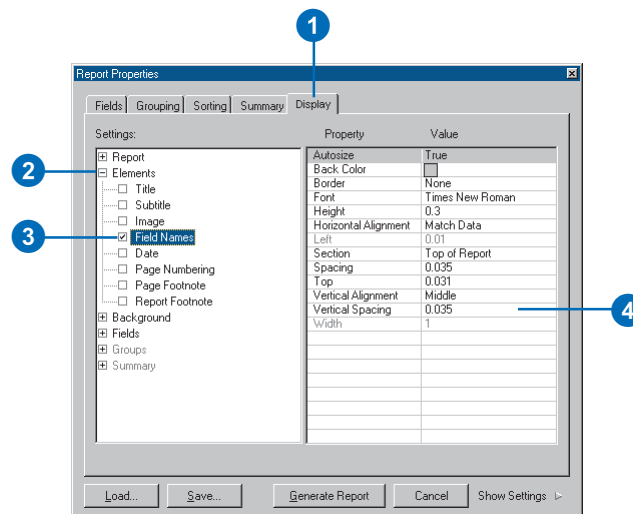 1
Report Properties
Fields Grouping Sorting Summary Display
Settings:
Property Value
2
3
4
Report
Elements
Title
Subtitle
Image
Field Names
Date
Page Numbering
Page Footnote
Report Footnote
Background
Fields
Groups
Summary
Autosize True
Back Color
Border None
Font Times New Roman
Height 0.3
Horizontal Alignment Match Data
Left 0.01
Section Top of Report
Spacing 0.035
Top 0.031
Vertical Alignment Middle
Vertical Spacing 0.035
Width 1
Load... Save... Generate Report Cancel Show Settings